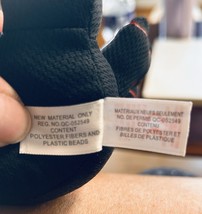 NEW MATERIAL ONLY
REG. NO. QC-052549
CONTENT
POLYESTER FIBERS AND
PLASTIC BEADS
MATÉRIAUX NEUFS SEULEMENT
NO DE PERMIS QC-052549
CONTENU
FIBRES DE POLYESTER
ET BILLES DE
PLASTIQUE